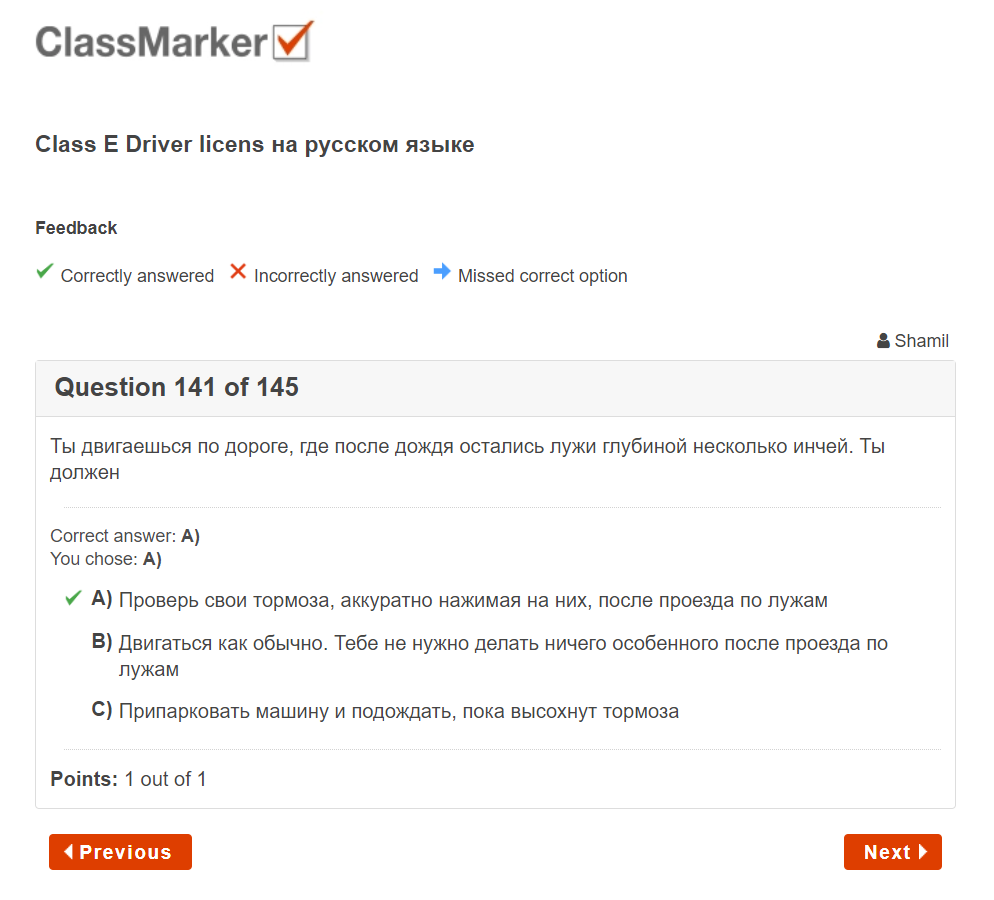 ClassMarker
Class E Driver licens на русском языке
Feedback
Correctly answered Incorrectly answered Missed correct option
Shamil
Question 141 of 145
Ты двигаешься по дороге, где после дождя остались лужи глубиной несколько инчей. Ты
должен
Correct answer: A)
You chose: A)
A) Проверь свои тормоза, аккуратно нажимая на них, после проезда по лужам
B) Двигаться как обычно. Тебе не нужно делать ничего особенного после проезда по
лужам
C) Припарковать машину и подождать, пока высохнут тормоза
Points: 1 out of 1
Previous
Next